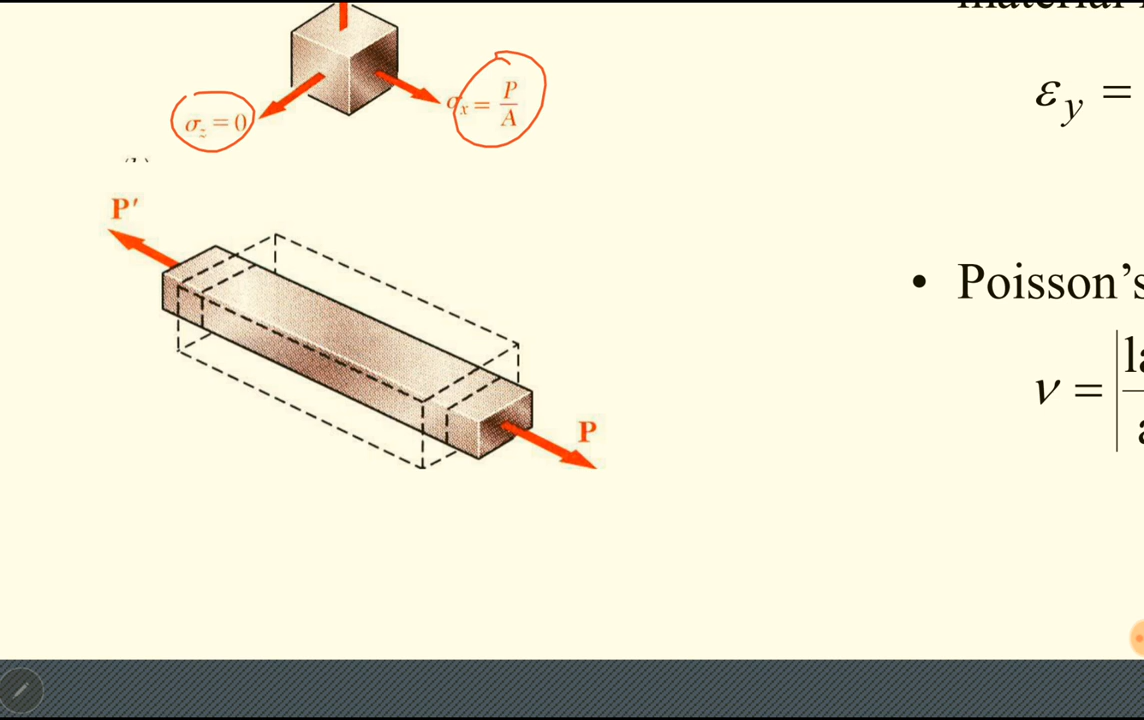 σx = P/A
σz = 0
εy =
P′
• Poisson's
ν =
P